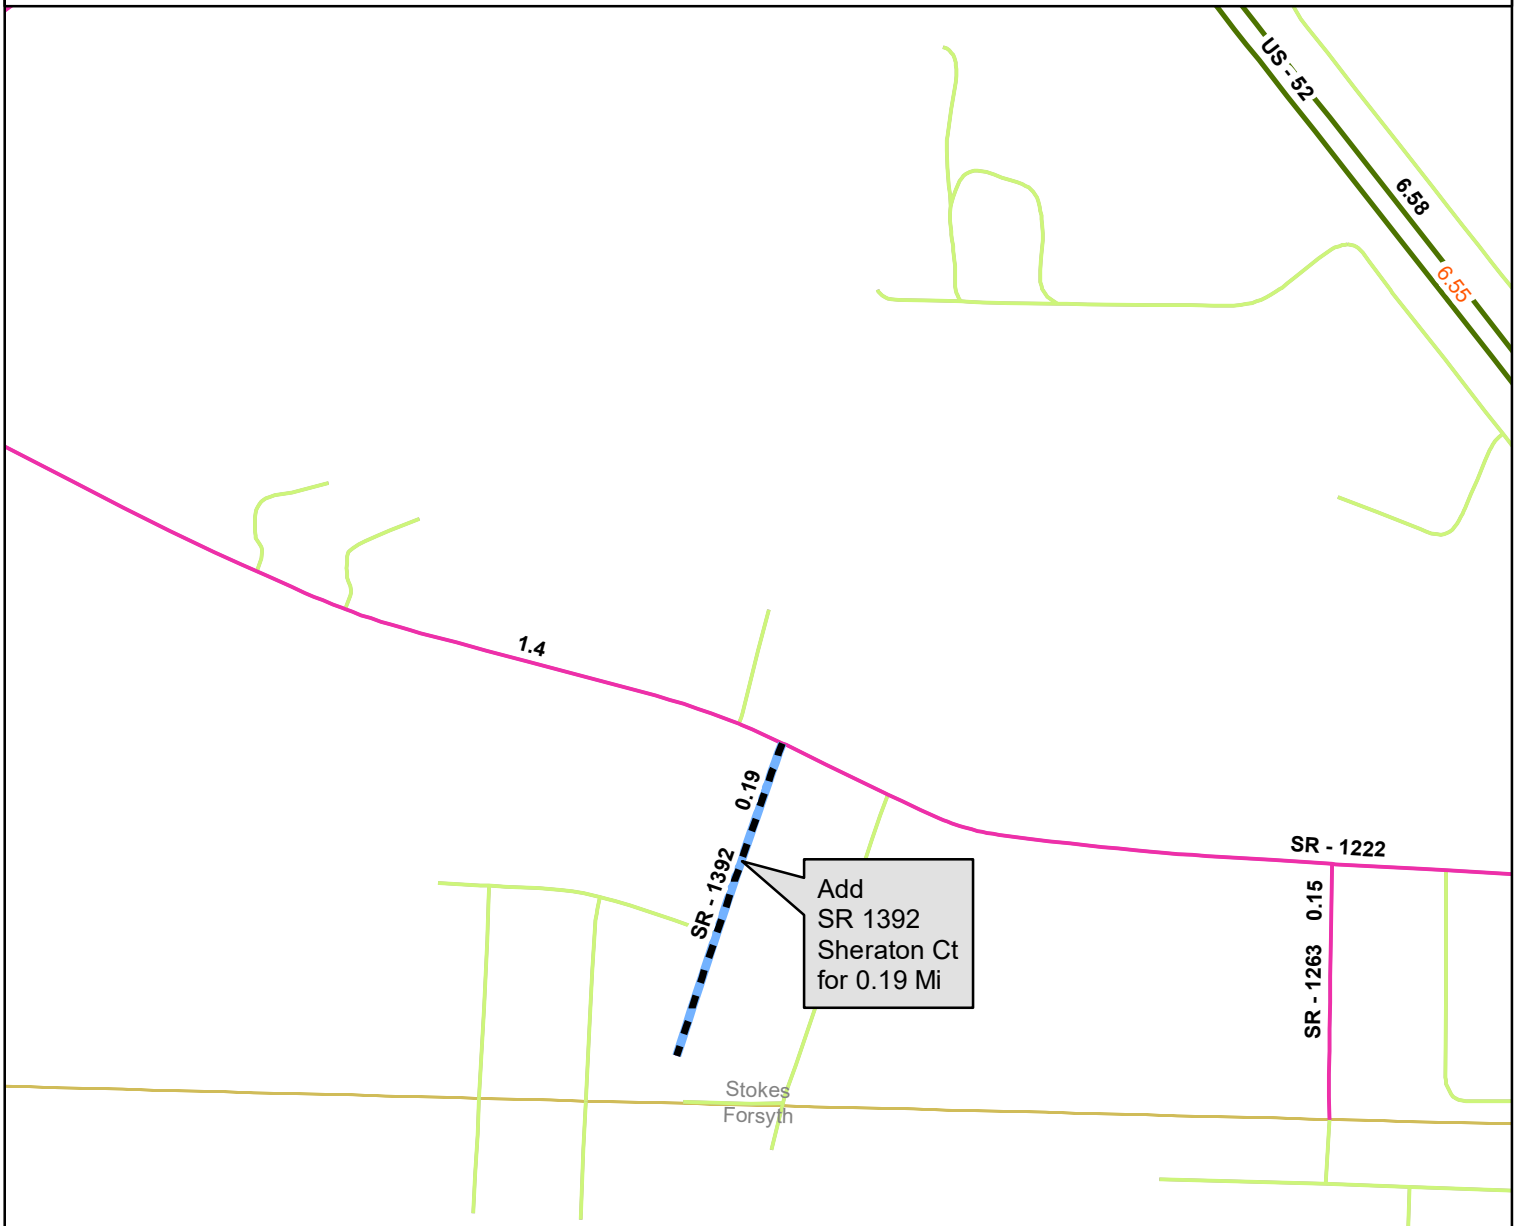 US - 52
6.58
6.55
1.4
0.19
SR - 1392
Add
SR 1392
Sheraton Ct
for 0.19 Mi
SR - 1222
0.15
SR - 1263
Stokes
Forsyth